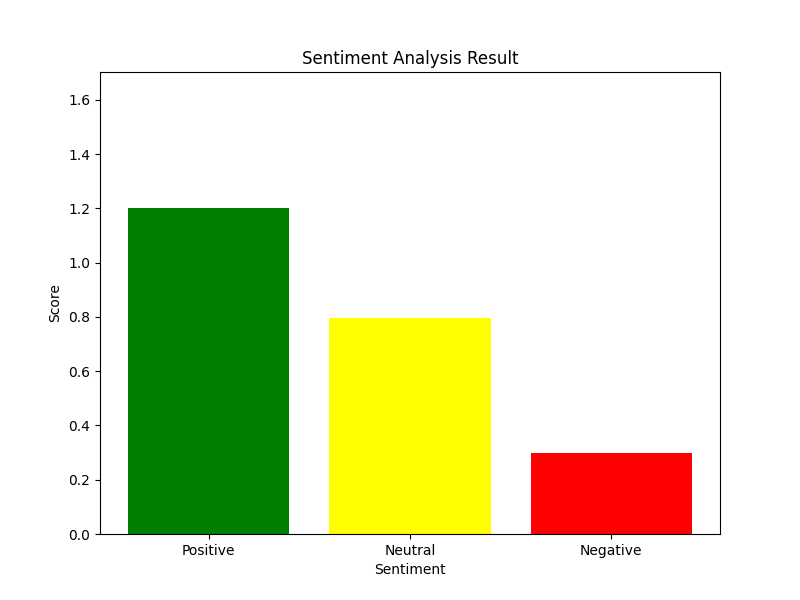 Sentiment Analysis Result
1.6
1.4
1.2
1.0
0.8
0.6
0.4
0.2
0.0
Score
Positive Neutral Negative
Sentiment